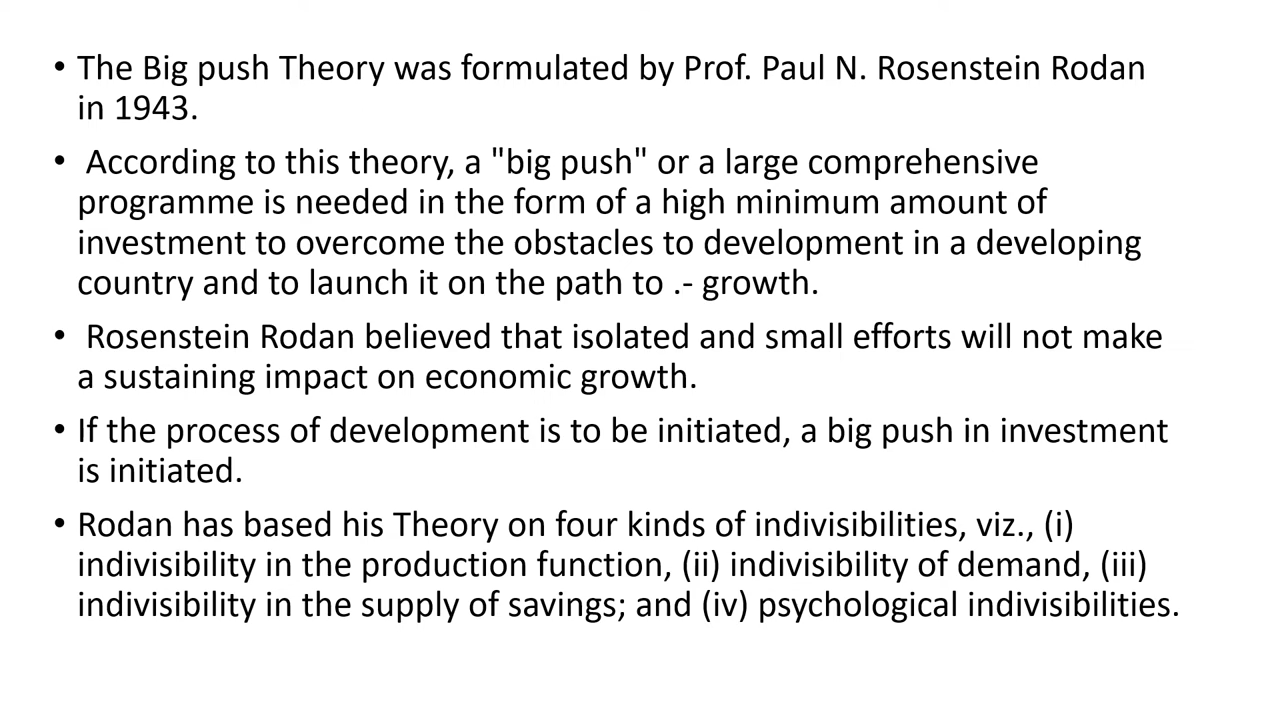 • The Big push Theory was formulated by Prof. Paul N. Rosenstein Rodan
in 1943.
• According to this theory, a "big push" or a large comprehensive
programme is needed in the form of a high minimum amount of
investment to overcome the obstacles to development in a developing
country and to launch it on the path to .- growth.
• Rosenstein Rodan believed that isolated and small efforts will not make
a sustaining impact on economic growth.
• If the process of development is to be initiated, a big push in investment
is initiated.
• Rodan has based his Theory on four kinds of indivisibilities, viz., (i)
indivisibility in the production function, (ii) indivisibility of demand, (iii)
indivisibility in the supply of savings; and (iv) psychological indivisibilities.